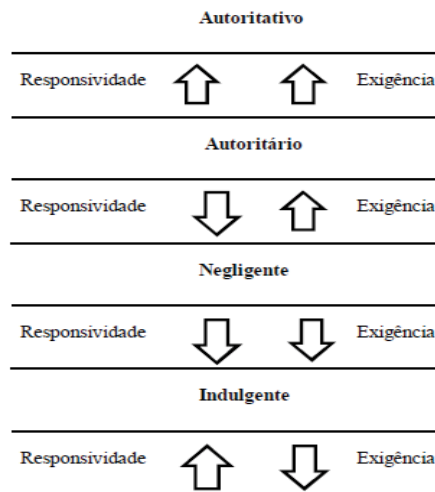 Autoritativo
Responsividade Exigência
Autoritário
Responsividade Exigência
Negligente
Responsividade Exigência
Indulgente
Responsividade Exigência